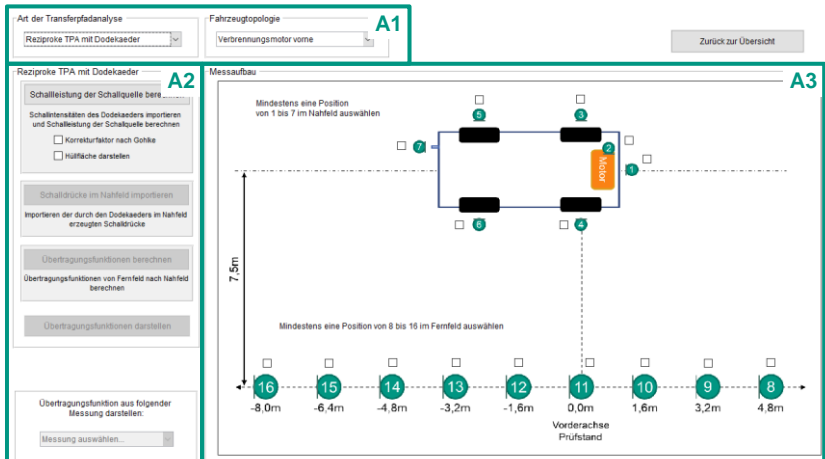 Art der Transferpfadanalyse
Fahrzeugtopologie
A1
Reziproke TPA mit Dodekaeder
Verbrennungsmotor vorne
Zurück zur Übersicht
Reziproke TPA mit Dodekaeder
A2
Schallleistung der Schallquelle
Schallintensitäten des Dodekaeders importieren
und Schallleistung der Schallquelle berechnen
Korrekturfaktor nach Gohlke
Hüllfläche darstellen
Schalldrücke im Nahfeld importieren
Importieren der durch den Dodekaeders im Nahfeld
erzeugten Schalldrücke
Übertragungsfunktionen berechnen
Übertragungsfunktionen von Fernfeld nach Nahfeld
berechnen
Übertragungsfunktionen darstellen
Übertragungsfunktion aus folgender
Messung darstellen:
Messung auswählen...
Messaufbau
A3
Mindestens eine Position
von 1 bis 7 im Nahfeld auswählen
5
3
7
2
1
Motor
6
4
7,5m
Mindestens eine Position von 8 bis 16 im Fernfeld auswählen
16 15 14 13 12 11 10 9 8
-8,0m -6,4m -4,8m -3,2m -1,6m 0,0m 1,6m 3,2m 4,8m
Vorderachse
Prüfstand